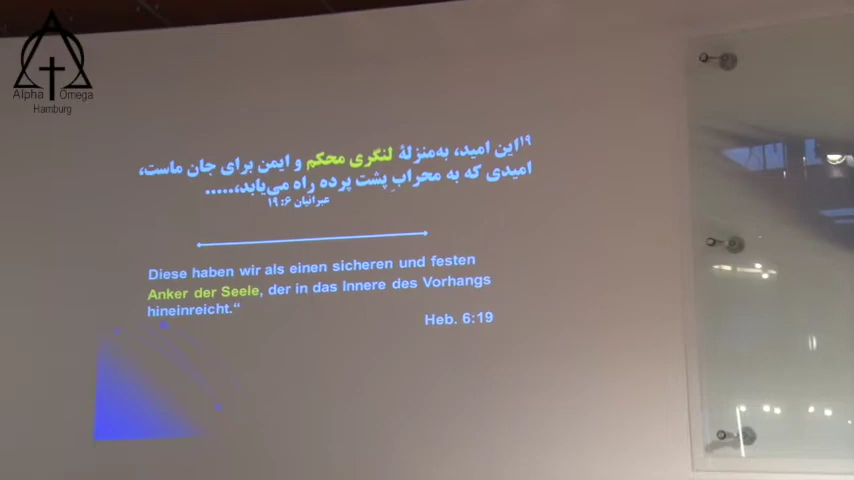 Alpha Omega
Hamburg
۱۹این امید، به‌منزلهٔ لنگری محکم و ایمن برای جان ماست،
امیدی که به محرابِ پشت پرده راه می‌یابد،.....
عبرانیان ۶: ۱۹
Diese haben wir als einen sicheren und festen
Anker der Seele, der in das Innere des Vorhangs
hineinreicht.“
Heb. 6:19